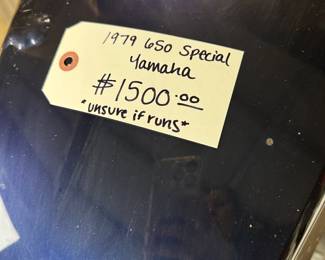 1979 650 Special
Yamaha
$1500.00
*unsure if runs*